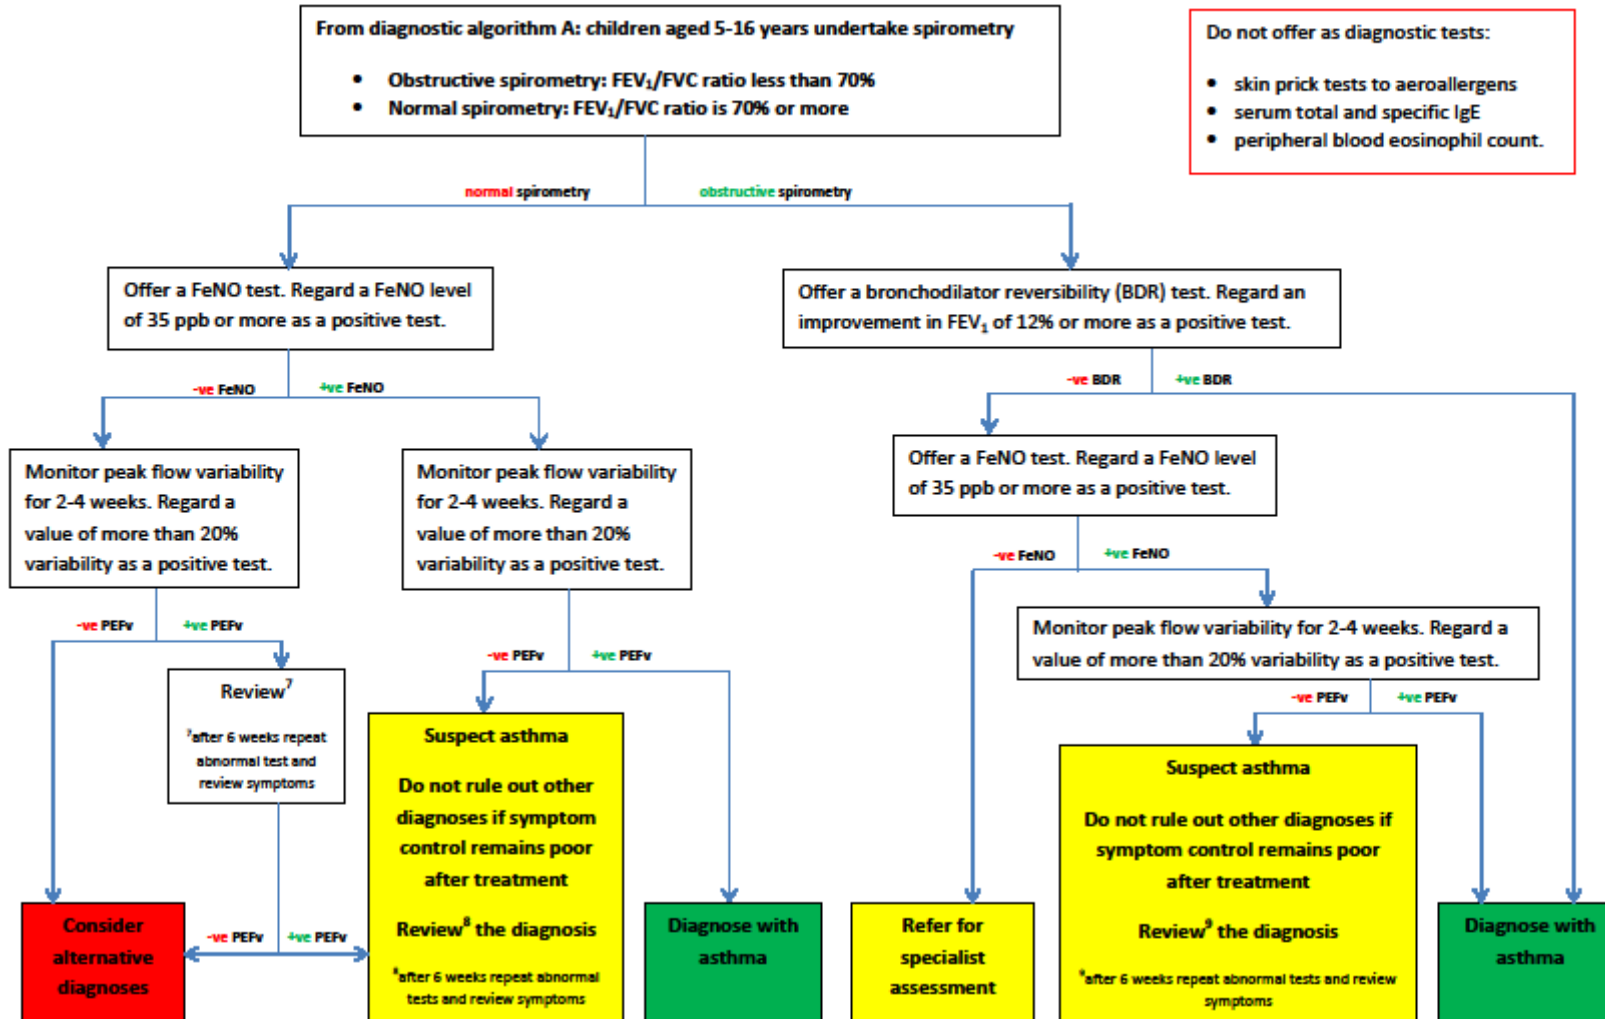 From diagnostic algorithm A: children aged 5-16 years undertake spirometry
• Obstructive spirometry: FEV₁/FVC ratio less than 70%
• Normal spirometry: FEV₁/FVC ratio is 70% or more
Do not offer as diagnostic tests:
• skin prick tests to aeroallergens
• serum total and specific IgE
• peripheral blood eosinophil count.
normal spirometry
obstructive spirometry
Offer a FeNO test. Regard a FeNO level
of 35 ppb or more as a positive test.
Offer a bronchodilator reversibility (BDR) test. Regard an
improvement in FEV₁ of 12% or more as a positive test.
-ve FeNO
+ve FeNO
-ve BDR
+ve BDR
Monitor peak flow variability
for 2-4 weeks. Regard a
value of more than 20%
variability as a positive test.
Monitor peak flow variability
for 2-4 weeks. Regard a
value of more than 20%
variability as a positive test.
Offer a FeNO test. Regard a FeNO level
of 35 ppb or more as a positive test.
-ve FeNO
+ve FeNO
-ve PEFv
+ve PEFv
-ve PEFv
+ve PEFv
Monitor peak flow variability for 2-4 weeks. Regard a
value of more than 20% variability as a positive test.
-ve PEFv
+ve PEFv
Review⁷
⁷after 6 weeks repeat
abnormal test and
review symptoms
-ve PEFv
+ve PEFv
Consider
alternative
diagnoses
Suspect asthma
Do not rule out other
diagnoses if symptom
control remains poor
after treatment
Review⁸ the diagnosis
⁸after 6 weeks repeat abnormal
tests and review symptoms
Diagnose with
asthma
Refer for
specialist
assessment
Suspect asthma
Do not rule out other diagnoses if
symptom control remains poor
after treatment
Review⁹ the diagnosis
⁹after 6 weeks repeat abnormal tests and review
symptoms
Diagnose with
asthma